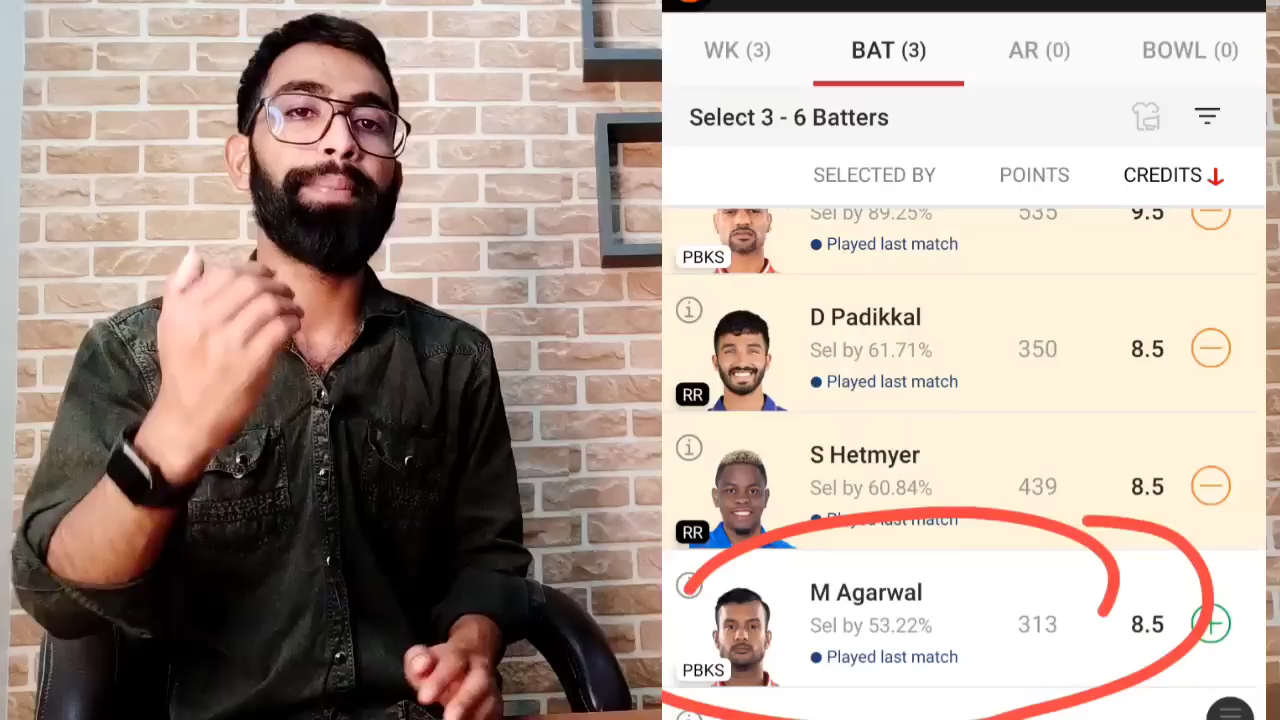 WK (3) BAT (3) AR (0) BOWL (0)
Select 3 - 6 Batters
SELECTED BY POINTS CREDITS
Sel by 89.25% 535 9.5
Played last match
PBKS
D Padikkal
Sel by 61.71% 350 8.5
Played last match
RR
S Hetmyer
Sel by 60.84% 439 8.5
Played last match
RR
M Agarwal
Sel by 53.22% 313 8.5
Played last match
PBKS